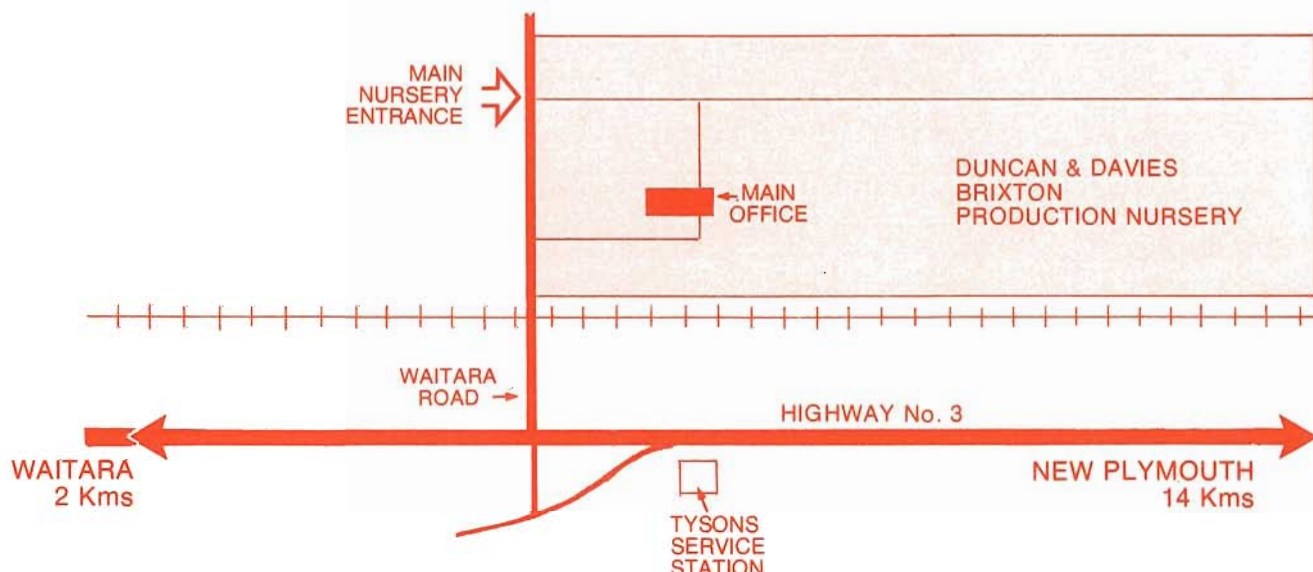 MAIN
NURSERY
ENTRANCE
MAIN
OFFICE
DUNCAN & DAVIES
BRIXTON
PRODUCTION NURSERY
WAITARA
ROAD
HIGHWAY No. 3
WAITARA
2 Kms
NEW PLYMOUTH
14 Kms
TYSONS
SERVICE
STATION